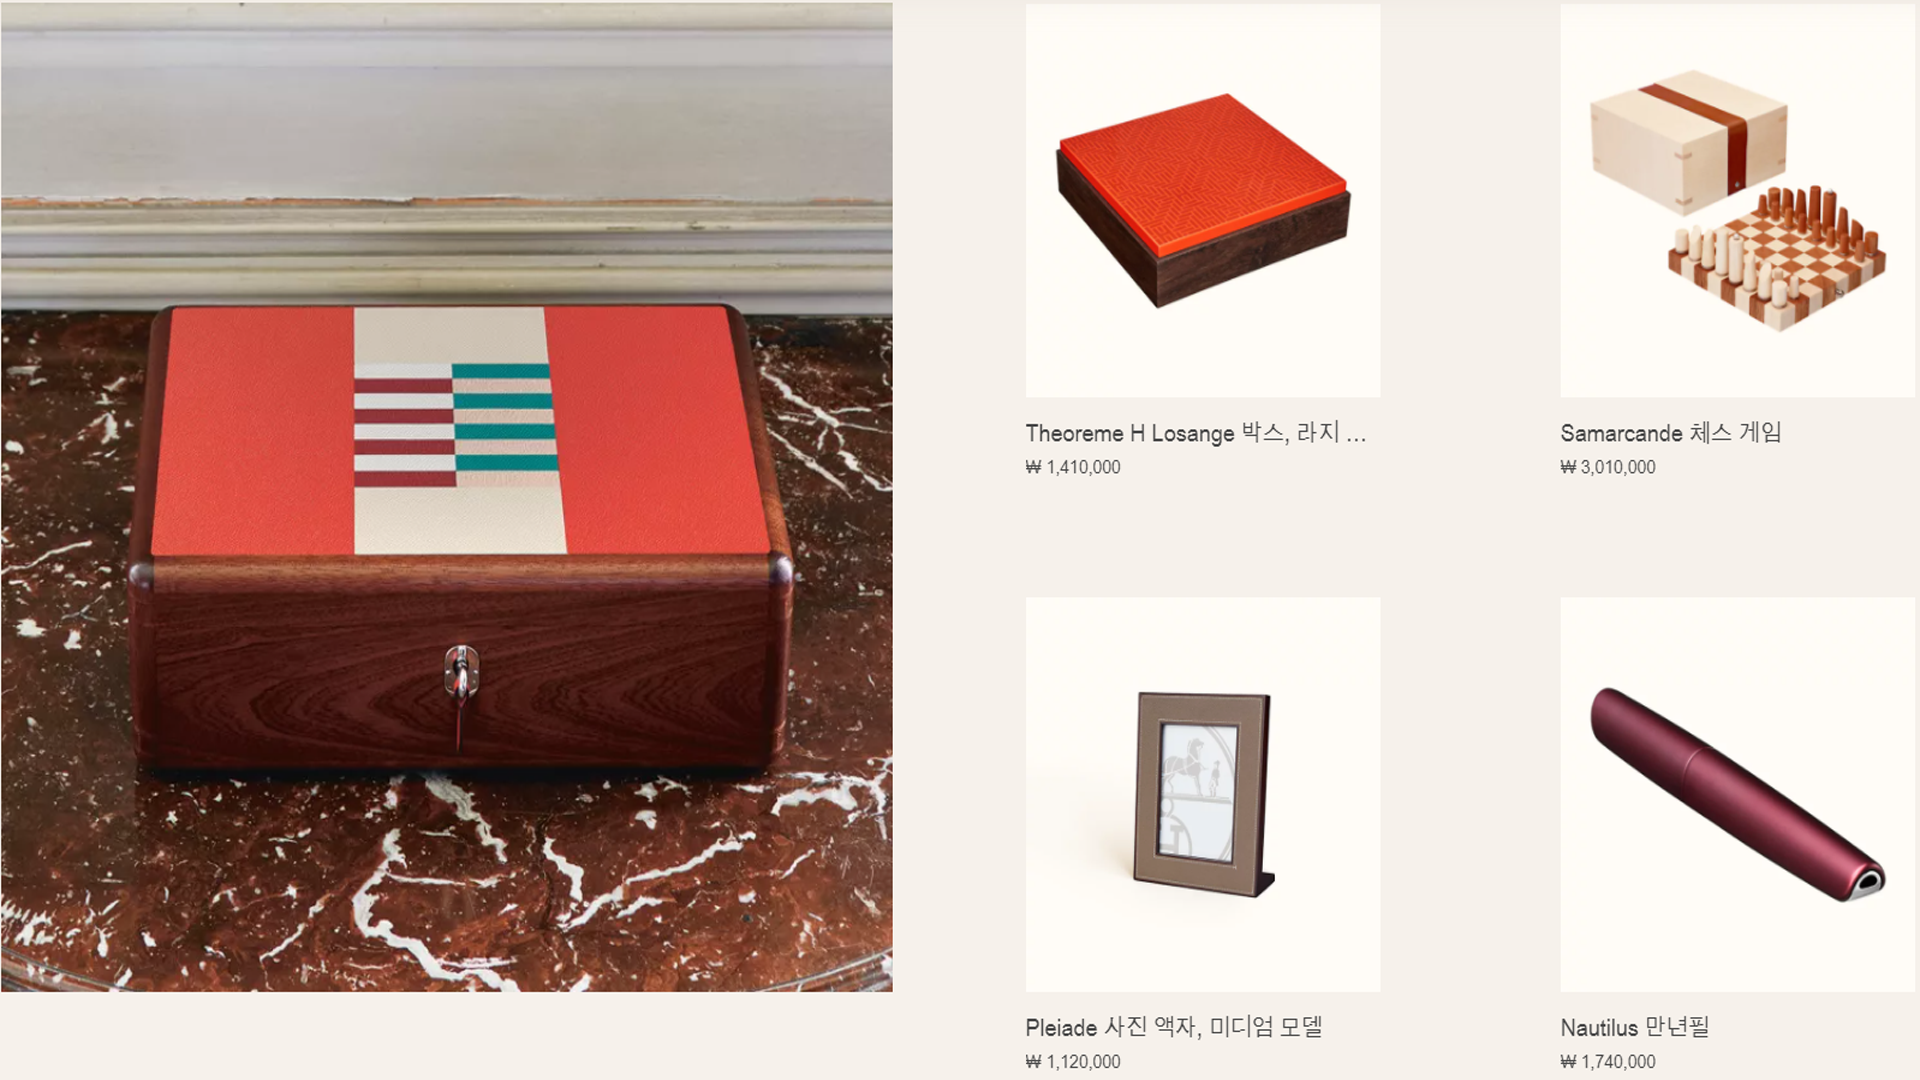 Theoreme H Losange 박스, 라지 ...
₩ 1,410,000
Samarcande 체스 게임
₩ 3,010,000
Pleiade 사진 액자, 미디엄 모델
₩ 1,120,000
Nautilus 만년필
₩ 1,740,000